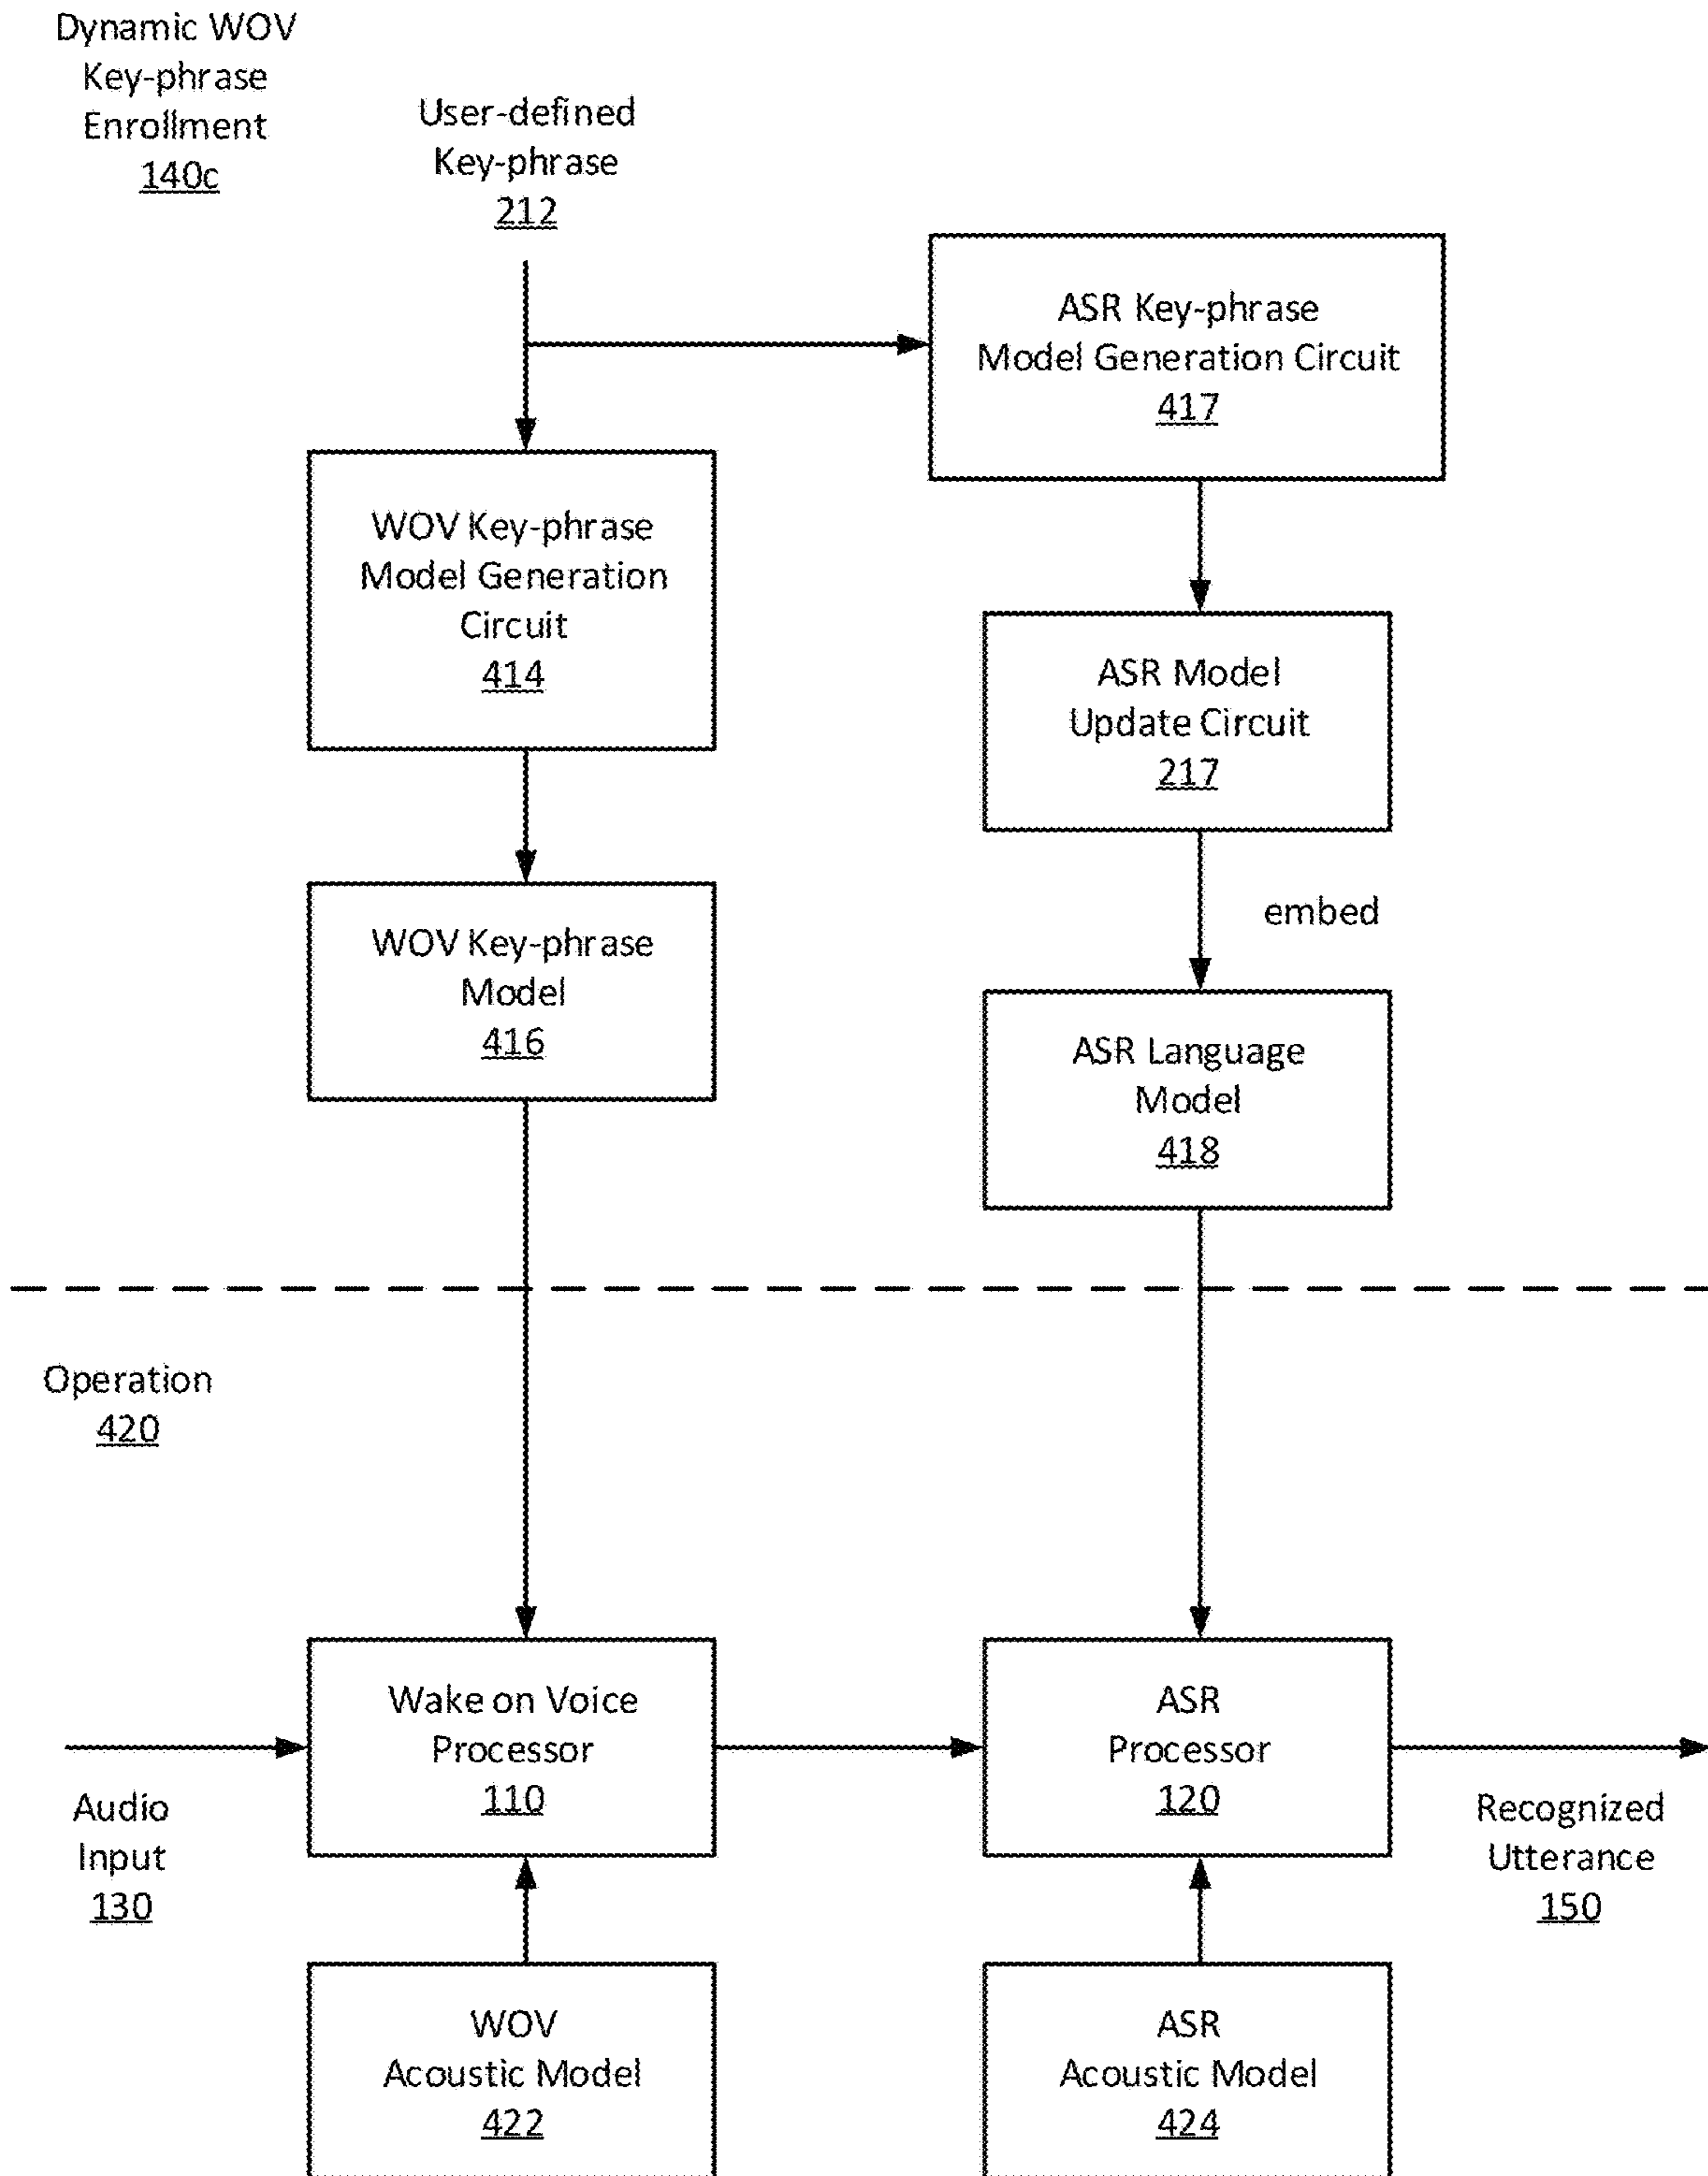 Dynamic WOV
Key-phrase
Enrollment
140c
User-defined
Key-phrase
212
ASR Key-phrase
Model Generation Circuit
417
WOV Key-phrase
Model Generation
Circuit
414
ASR Model
Update Circuit
217
embed
WOV Key-phrase
Model
416
ASR Language
Model
418
Operation
420
Wake on Voice
Processor
110
ASR
Processor
120
Audio
Input
130
Recognized
Utterance
150
WOV
Acoustic Model
422
ASR
Acoustic Model
424